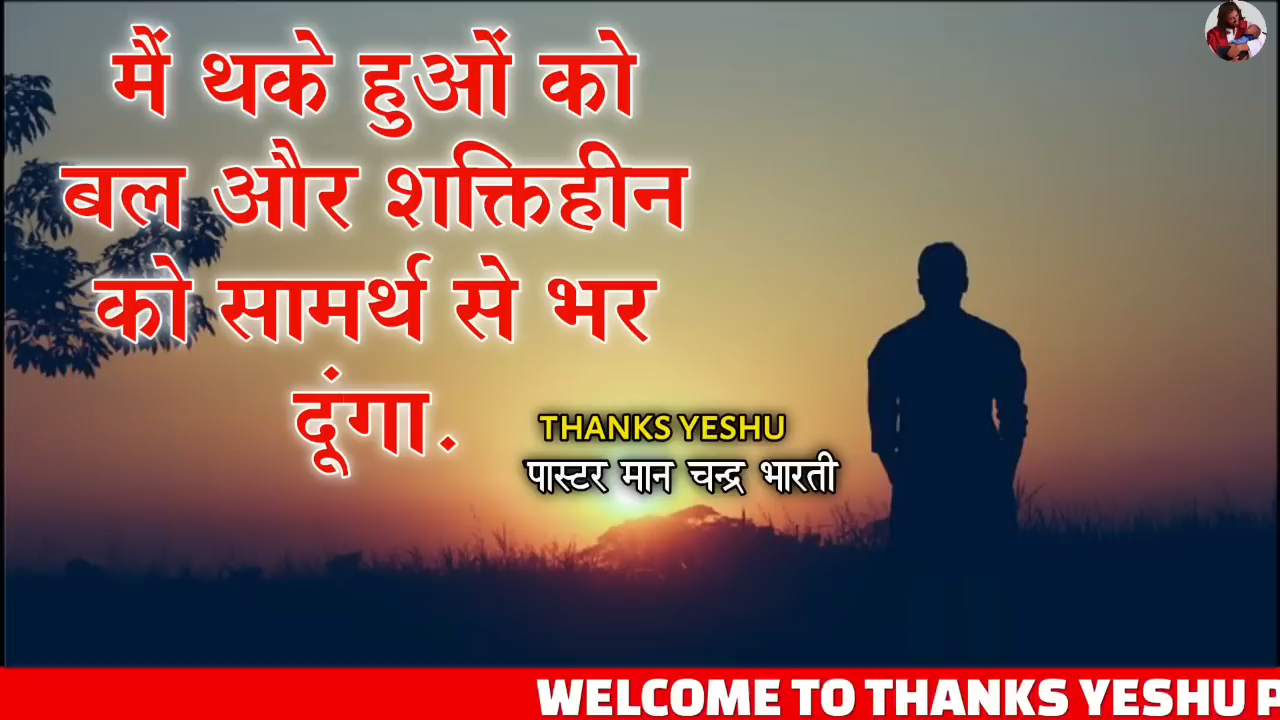 मैं थके हुओं को
बल और शक्तिहीन
को सामर्थ से भर
दूंगा.
THANKS YESHU
पास्टर मान चन्द्र भारती
WELCOME TO THANKS YESHU P